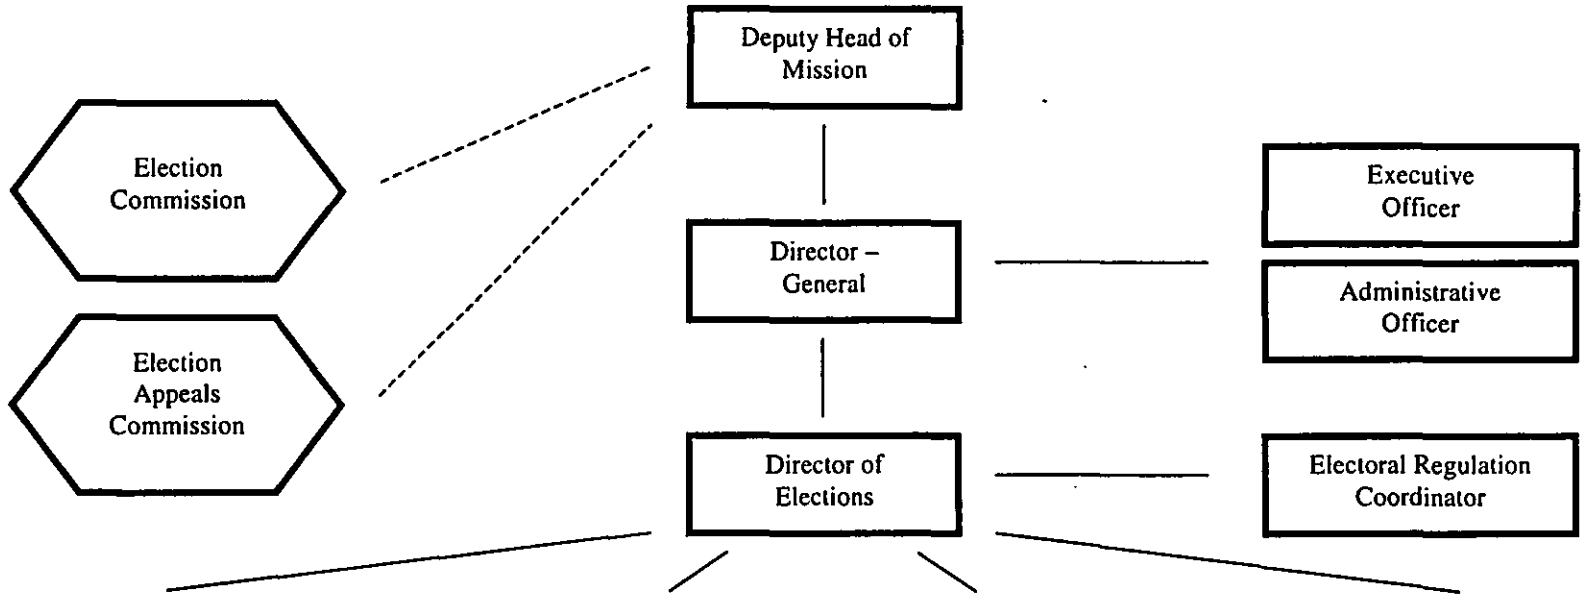 Deputy Head of
Mission
Election
Commission
Executive
Officer
Director –
General
Administrative
Officer
Election
Appeals
Commission
Director of
Elections
Electoral Regulation
Coordinator